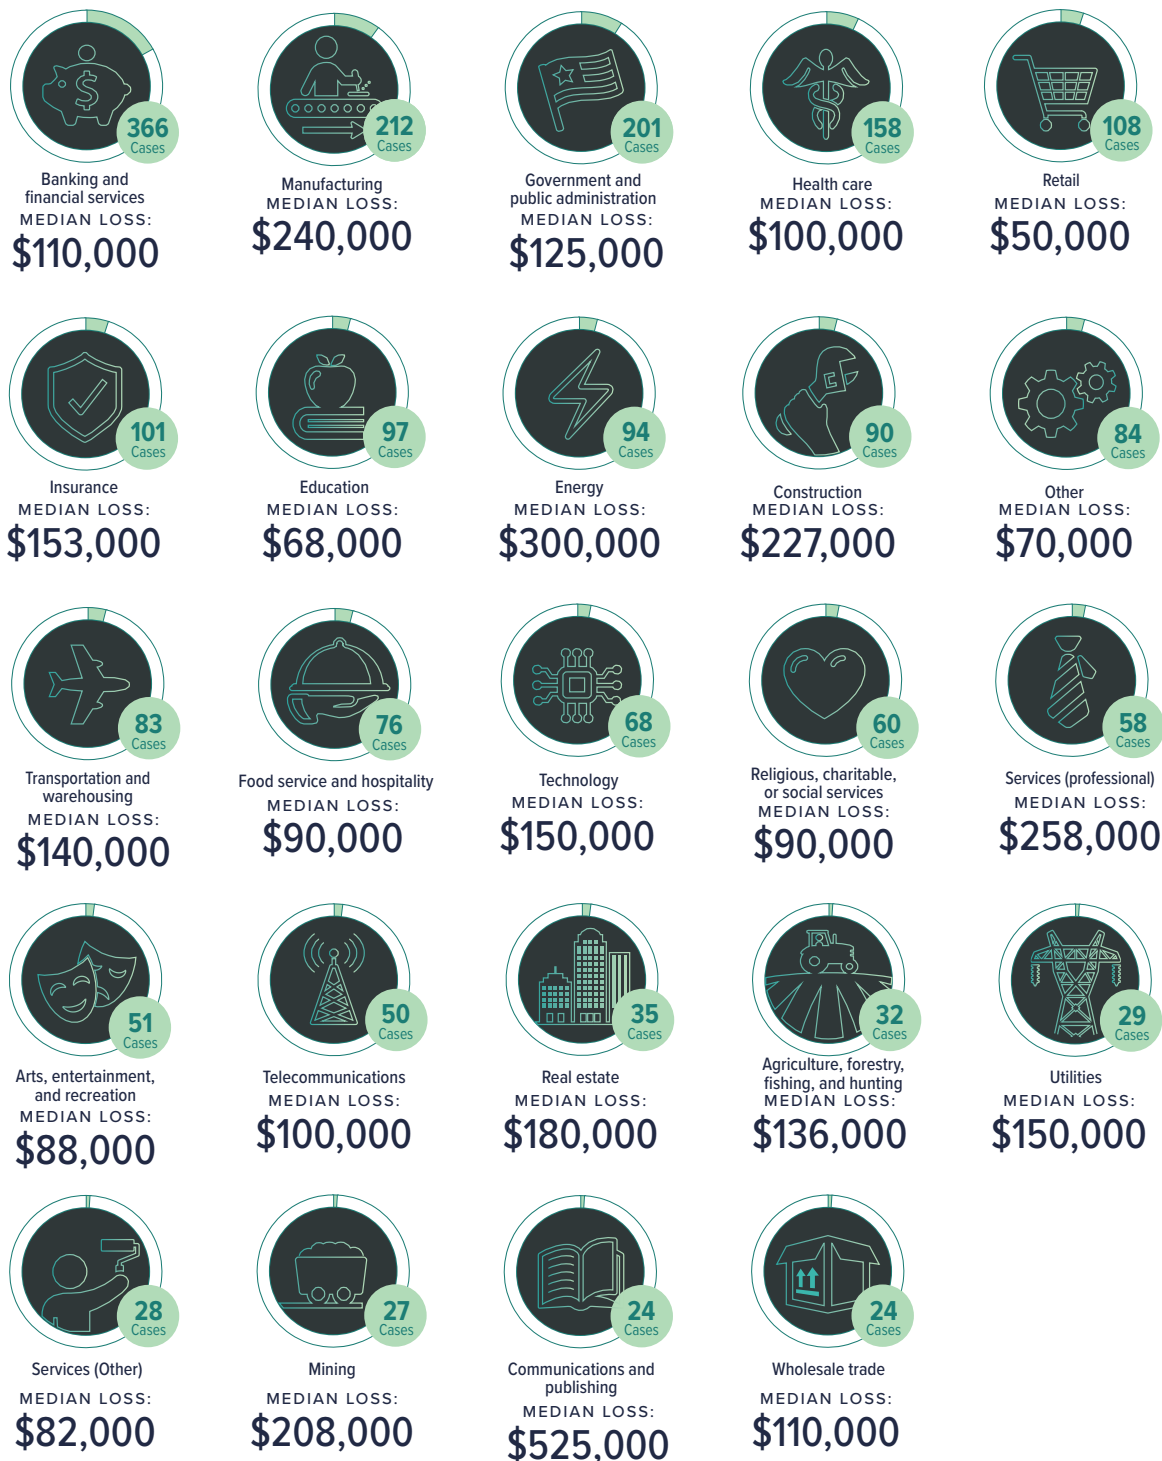 366
Cases
Banking and
financial services
MEDIAN LOSS:
$110,000
212
Cases
Manufacturing
MEDIAN LOSS:
$240,000
201
Cases
Government and
public administration
MEDIAN LOSS:
$125,000
158
Cases
Health care
MEDIAN LOSS:
$100,000
108
Cases
Retail
MEDIAN LOSS:
$50,000
101
Cases
Insurance
MEDIAN LOSS:
$153,000
97
Cases
Education
MEDIAN LOSS:
$68,000
94
Cases
Energy
MEDIAN LOSS:
$300,000
90
Cases
Construction
MEDIAN LOSS:
$227,000
84
Cases
Other
MEDIAN LOSS:
$70,000
83
Cases
Transportation and
warehousing
MEDIAN LOSS:
$140,000
76
Cases
Food service and hospitality
MEDIAN LOSS:
$90,000
68
Cases
Technology
MEDIAN LOSS:
$150,000
60
Cases
Religious, charitable,
or social services
MEDIAN LOSS:
$90,000
58
Cases
Services (professional)
MEDIAN LOSS:
$258,000
51
Cases
Arts, entertainment,
and recreation
MEDIAN LOSS:
$88,000
50
Cases
Telecommunications
MEDIAN LOSS:
$100,000
35
Cases
Real estate
MEDIAN LOSS:
$180,000
32
Cases
Agriculture, forestry,
fishing, and hunting
MEDIAN LOSS:
$136,000
29
Cases
Utilities
MEDIAN LOSS:
$150,000
28
Cases
Services (Other)
MEDIAN LOSS:
$82,000
27
Cases
Mining
MEDIAN LOSS:
$208,000
24
Cases
Communications and
publishing
MEDIAN LOSS:
$525,000
24
Cases
Wholesale trade
MEDIAN LOSS:
$110,000